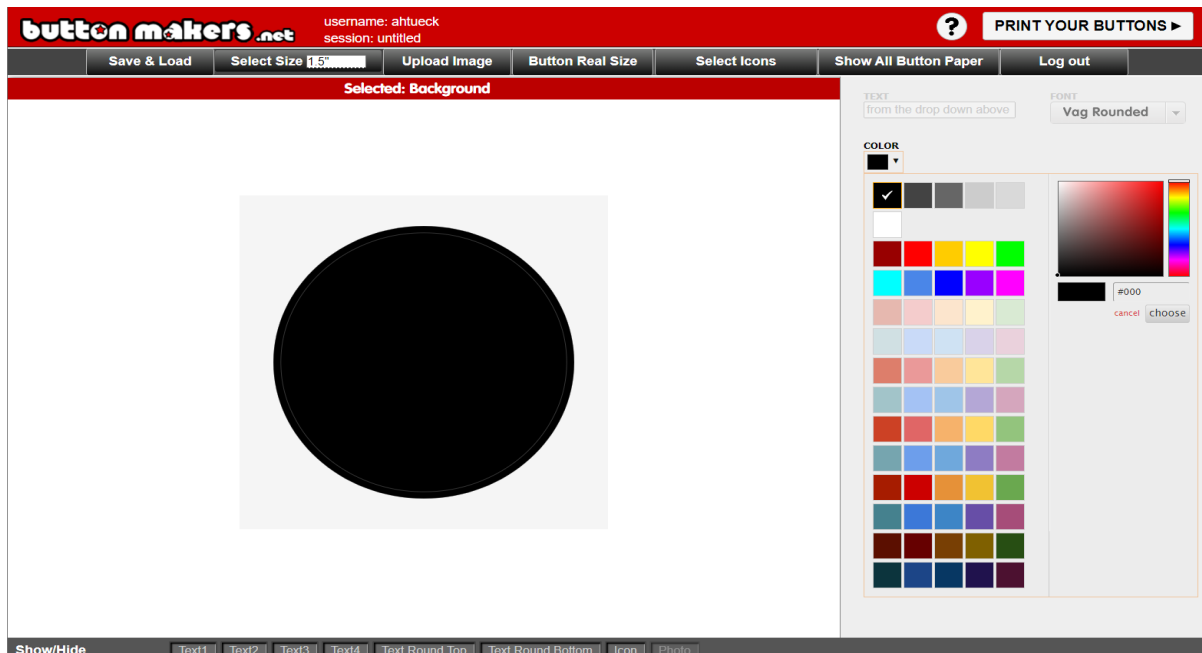 button makers.net
username: ahtueck
session: untitled
?
PRINT YOUR BUTTONS ►
Save & Load
Select Size 1.5"
Upload Image
Button Real Size
Select Icons
Show All Button Paper
Log out
Selected: Background
TEXT
from the drop down above
FONT
Vag Rounded
COLOR
#000
cancel choose
Show/Hide
Text1 Text2 Text3 Text4 Text Round Top Text Round Bottom Icon Photo